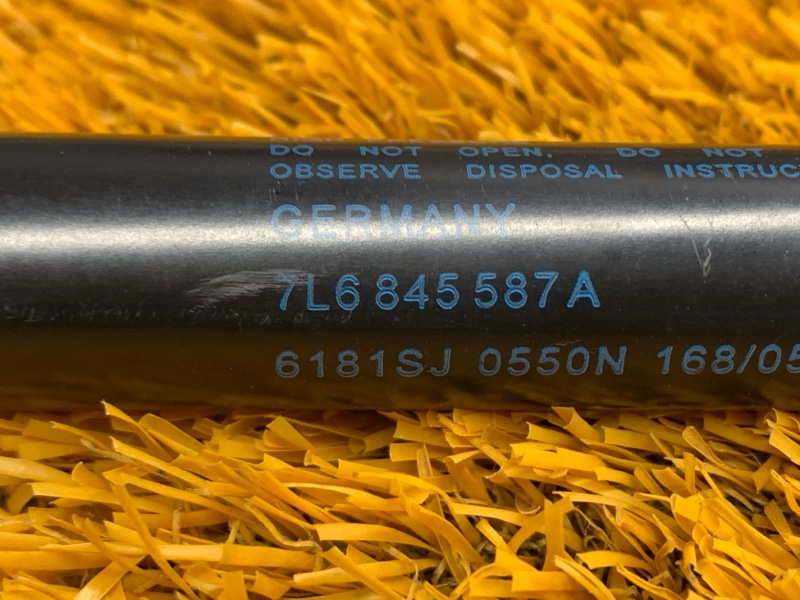 DO NOT OPEN. DO NOT
OBSERVE DISPOSAL INSTRUC
GERMANY
7L6 845 587 A
6181SJ 0550N 168/05